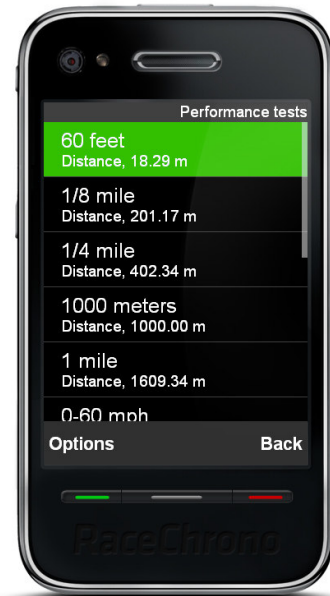 Performance tests
60 feet
Distance, 18.29 m
1/8 mile
Distance, 201.17 m
1/4 mile
Distance, 402.34 m
1000 meters
Distance, 1000.00 m
1 mile
Distance, 1609.34 m
0-60 mph
Options Back
RaceChrono